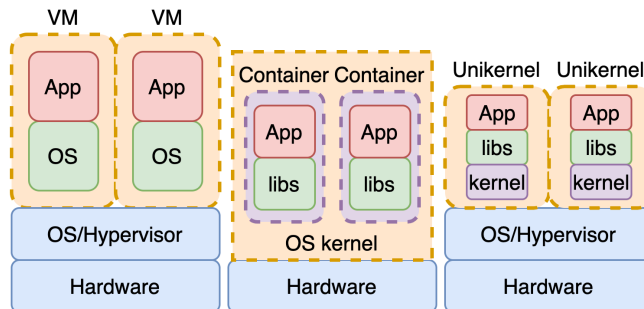 VM
VM
App
App
OS
OS
OS/Hypervisor
Hardware
Container
Container
App
App
libs
libs
OS kernel
Hardware
Unikernel
Unikernel
App
App
libs
libs
kernel
kernel
OS/Hypervisor
Hardware